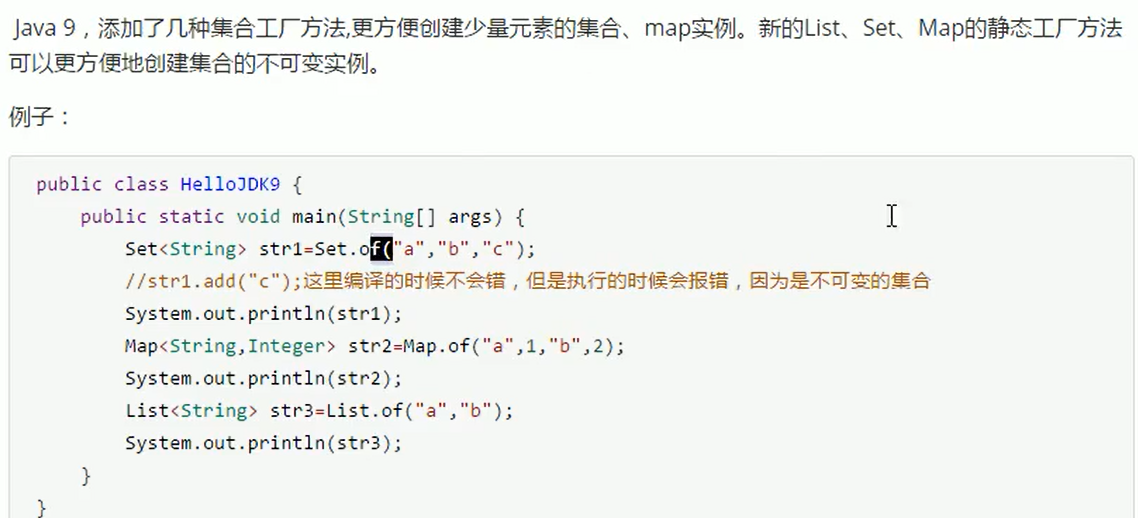 Java 9，添加了几种集合工厂方法,更方便创建少量元素的集合、map实例。新的List、Set、Map的静态工厂方法
可以更方便地创建集合的不可变实例。
例子：
public class HelloJDK9 {
    public static void main(String[] args) {
        Set<String> str1=Set.of("a","b","c");
        //str1.add("c");这里编译的时候不会错，但是执行的时候会报错，因为是不可变的集合
        System.out.println(str1);
        Map<String,Integer> str2=Map.of("a",1,"b",2);
        System.out.println(str2);
        List<String> str3=List.of("a","b");
        System.out.println(str3);
    }
}